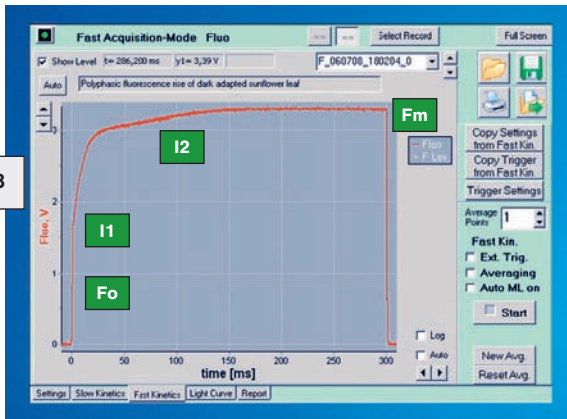 Fast Acquisition-Mode Fluo
Select Record
Full Screen
Show Level t= 286,200 ms y1= 3,39 V
F_060708_180204_0
Auto
Polyphasic fluorescence rise of dark adapted sunflower leaf
Fm
I2
I1
Fo
Fluo
F Lev
3
2
1
0
Fluo, V
0 50 100 150 200 250 300
time [ms]
Log
Auto
Copy Settings
from Fast Kin.
Copy Trigger
from Fast Kin.
Trigger Settings
Average
Points 1
Fast Kin.
Ext. Trig.
Averaging
Auto ML on
Start
New Avg.
Reset Avg.
Settings Slow Kinetics Fast Kinetics Light Curve Report